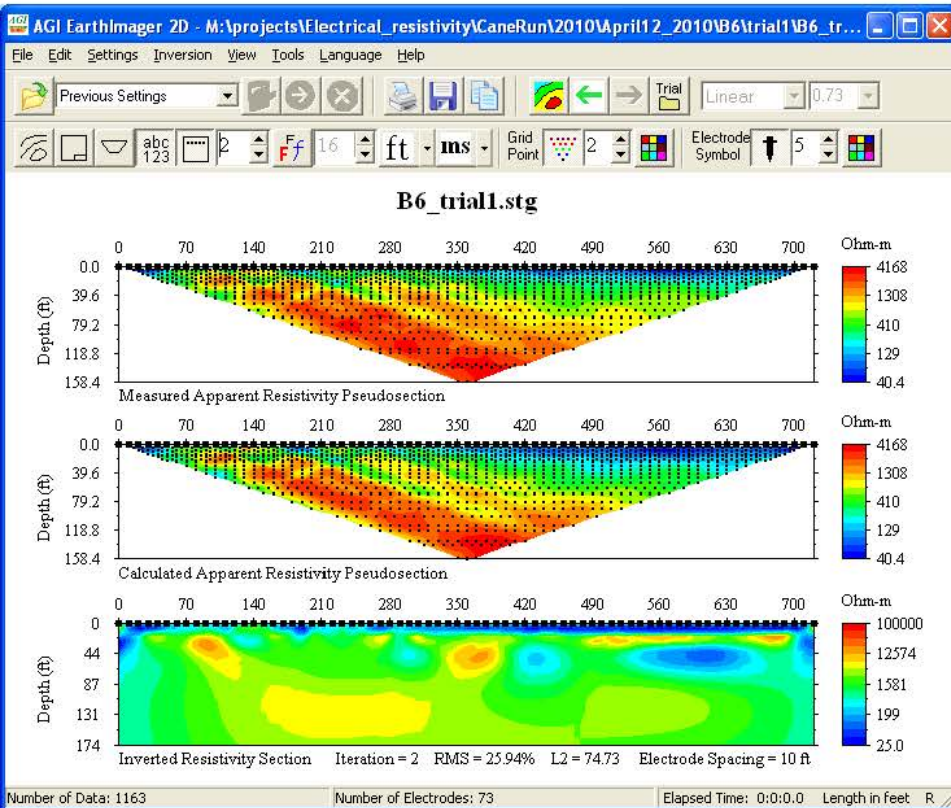 AGI EarthImager 2D - M:\projects\Electrical_resistivity\CaneRun\2010\April12_2010\B6\trial1\B6_tr...
File Edit Settings Inversion View Tools Language Help
Previous Settings Trial Linear 0.73
abc 123 2 Ff 16 ft ms Grid Point 2 Electrode Symbol 5
B6_trial1.stg
0 70 140 210 280 350 420 490 560 630 700 Ohm-m
0.0 4168
39.6 1308
79.2 410
118.8 129
158.4 40.4
Depth (ft)
Measured Apparent Resistivity Pseudosection
0 70 140 210 280 350 420 490 560 630 700 Ohm-m
0.0 4168
39.6 1308
79.2 410
118.8 129
158.4 40.4
Depth (ft)
Calculated Apparent Resistivity Pseudosection
0 70 140 210 280 350 420 490 560 630 700 Ohm-m
0 100000
44 12574
87 1581
131 199
174 25.0
Depth (ft)
Inverted Resistivity Section Iteration = 2 RMS = 25.94% L2 = 74.73 Electrode Spacing = 10 ft
Number of Data: 1163 Number of Electrodes: 73 Elapsed Time: 0:0:0.0 Length in feet R